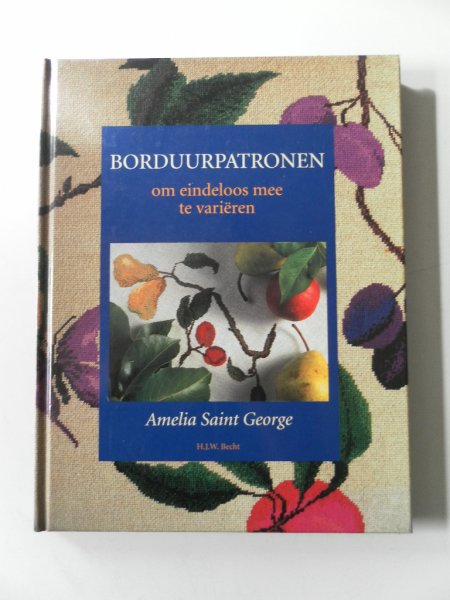 BORDUURPATRONEN
om eindeloos mee
te variëren
Amelia Saint George
H.J.W. Becht